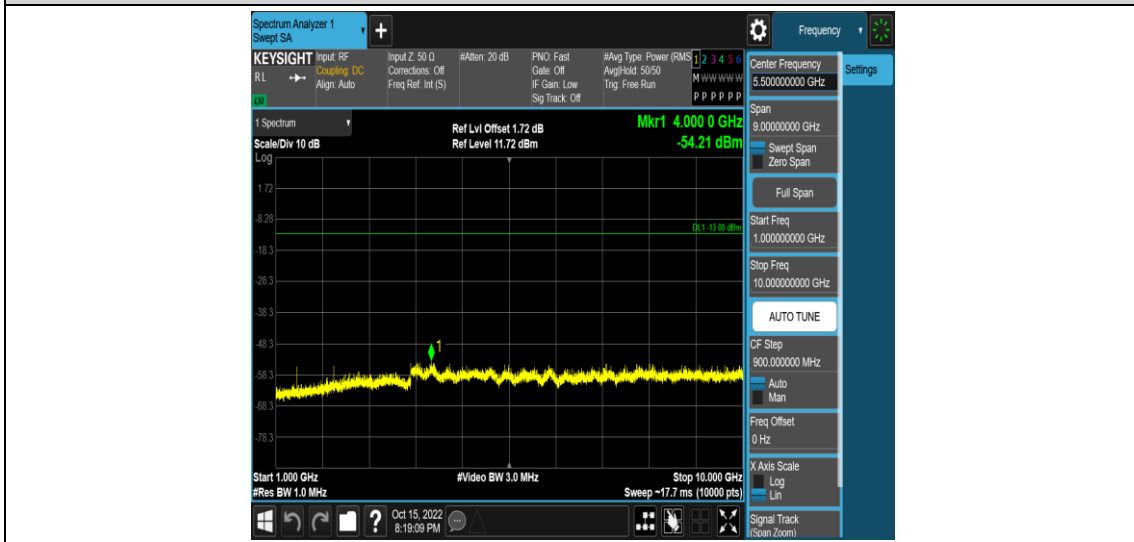 Spectrum Analyzer 1
Swept SA
+
Frequency
KEYSIGHT
RL
LXI
Input: RF
Coupling: DC
Align: Auto
Input Z: 50 Ω
Corrections: Off
Freq Ref: Int (S)
#Atten: 20 dB
PNO: Fast
Gate: Off
IF Gain: Low
Sig Track: Off
#Avg Type: Power (RMS
Avg|Hold: 50/50
Trig: Free Run
1 2 3 4 5 6
M W W W W W
P P P P P P
1 Spectrum
Scale/Div 10 dB
Log
Ref Lvl Offset 1.72 dB
Ref Level 11.72 dBm
Mkr1 4.000 0 GHz
-54.21 dBm
1.72
-8.28
DL1 -13.00 dBm
-18.3
-28.3
-38.3
-48.3
1
-58.3
-68.3
-78.3
Start 1.000 GHz
#Res BW 1.0 MHz
#Video BW 3.0 MHz
Stop 10.000 GHz
Sweep ~17.7 ms (10000 pts)
?
Oct 15, 2022
8:19:09 PM
Center Frequency
5.50000000 GHz
Settings
Span
9.00000000 GHz
Swept Span
Zero Span
Full Span
Start Freq
1.000000000 GHz
Stop Freq
10.000000000 GHz
AUTO TUNE
CF Step
900.000000 MHz
Auto
Man
Freq Offset
0 Hz
X Axis Scale
Log
Lin
Signal Track
(Span Zoom)